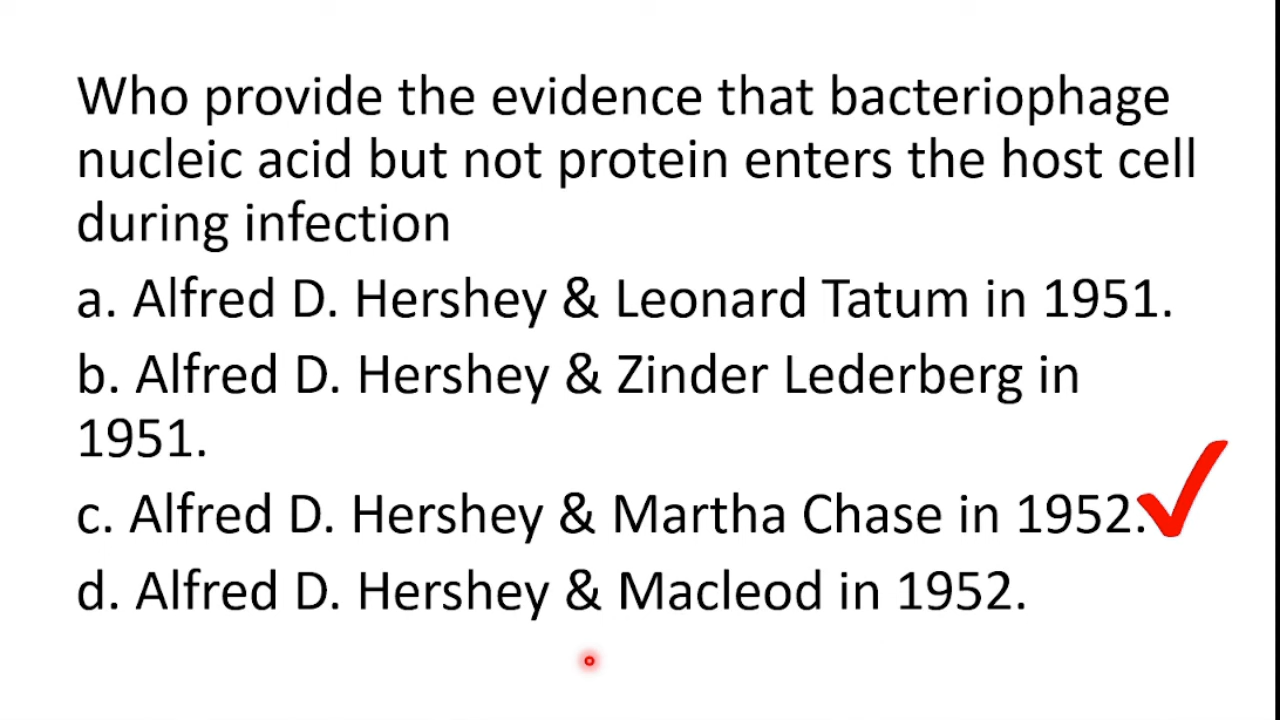 Who provide the evidence that bacteriophage
nucleic acid but not protein enters the host cell
during infection
a. Alfred D. Hershey & Leonard Tatum in 1951.
b. Alfred D. Hershey & Zinder Lederberg in
1951.
c. Alfred D. Hershey & Martha Chase in 1952.
d. Alfred D. Hershey & Macleod in 1952.